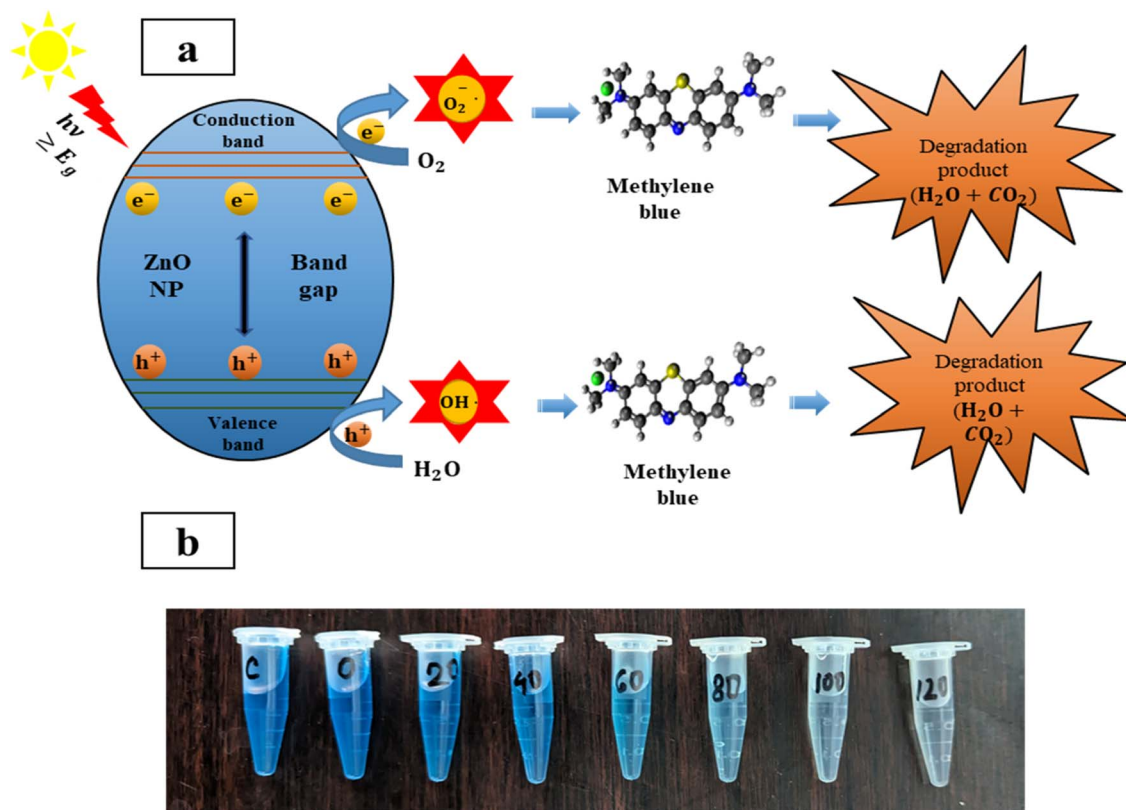 a
hν
≥ E_g
Conduction
band
e⁻ e⁻ e⁻
ZnO
NP
Band
gap
h⁺ h⁺ h⁺
Valence
band
e⁻
O₂
O₂⁻·
Methylene
blue
Degradation
product
(H₂O + CO₂)
h⁺
H₂O
OH·
Methylene
blue
Degradation
product
(H₂O +
CO₂)
b
C 0 20 40 60 80 100 120